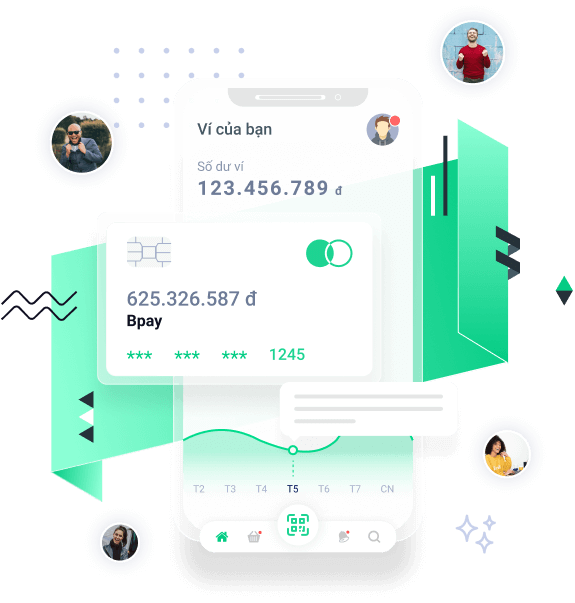 Ví của bạn
Số dư ví
123.456.789 đ
625.326.587 đ
Bpay
*** *** *** 1245
T2 T3 T4 T5 T6 T7 CN